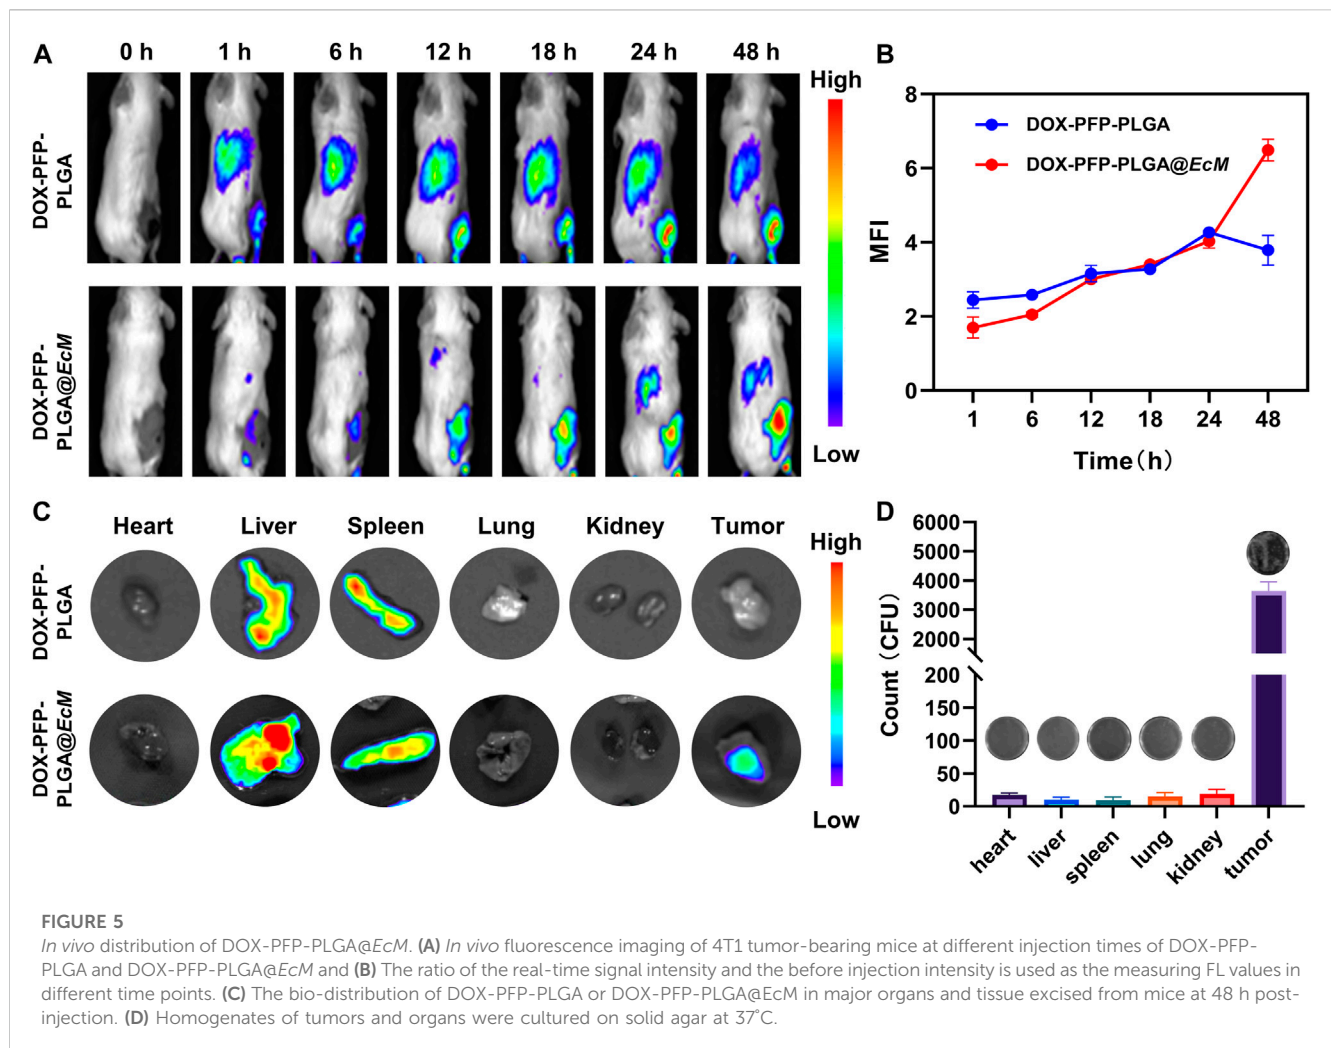 A
0 h
1 h
6 h
12 h
18 h
24 h
48 h
DOX-PFP-
PLGA
DOX-PFP-
PLGA@EcM
High
Low
B
8
6
4
2
0
MFI
DOX-PFP-PLGA
DOX-PFP-PLGA@EcM
1
6
12
18
24
48
Time(h)
C
Heart
Liver
Spleen
Lung
Kidney
Tumor
DOX-PFP-
PLGA
DOX-PFP-
PLGA@EcM
High
Low
D
6000
5000
4000
3000
2000
200
150
100
50
0
Count (CFU)
heart
liver
spleen
lung
kidney
tumor
FIGURE 5
In vivo distribution of DOX-PFP-PLGA@EcM. (A) In vivo fluorescence imaging of 4T1 tumor-bearing mice at different injection times of DOX-PFP-
PLGA and DOX-PFP-PLGA@EcM and (B) The ratio of the real-time signal intensity and the before injection intensity is used as the measuring FL values in
different time points. (C) The bio-distribution of DOX-PFP-PLGA or DOX-PFP-PLGA@EcM in major organs and tissue excised from mice at 48 h post-
injection. (D) Homogenates of tumors and organs were cultured on solid agar at 37°C.